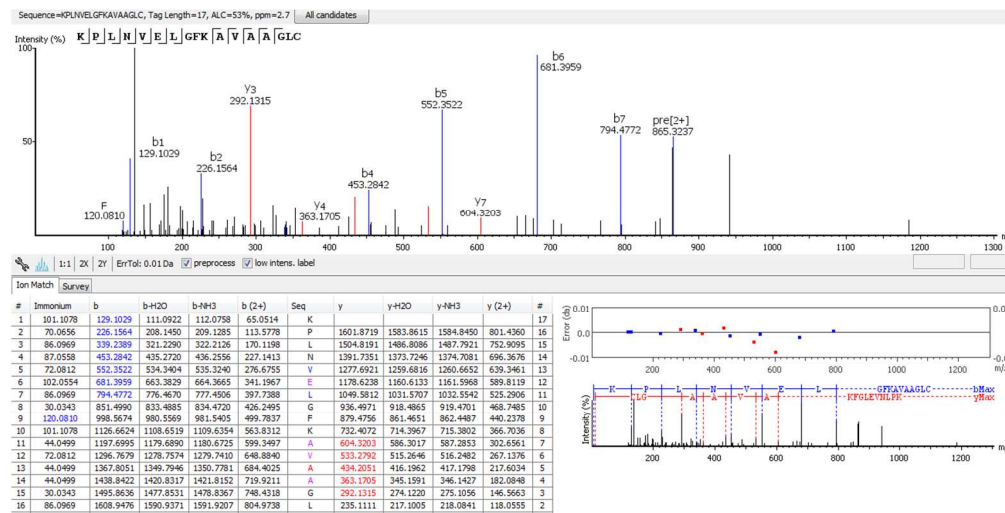 Sequence=KPLNVELGFKAVAAGLC, Tag Length=17, ALC=53%, ppm=2.7 All candidates
Intensity (%) K P L N V E L GFK A V A A GLC
100
50
F
120.0810
b1
129.1029
b2
226.1564
y3
292.1315
y4
363.1705
b4
453.2842
b5
552.3522
y7
604.3203
b6
681.3959
b7
794.4772
pre[2+]
865.3237
100 200 300 400 500 600 700 800 900 1000 1100 1200 1300
1:1 2X 2Y ErrTol: 0.01 Da preprocess low intens. label
Ion Match Survey
# Immonium b b-H2O b-NH3 b (2+) Seq y y-H2O y-NH3 y (2+) #
1 101.1078 129.1029 111.0922 112.0758 65.0514 K 17
2 70.0656 226.1564 208.1450 209.1285 113.5778 P 1601.8719 1583.8615 1584.8450 801.4360 16
3 86.0969 339.2389 321.2290 322.2126 170.1198 L 1504.8191 1486.8086 1487.7921 752.9095 15
4 87.0558 453.2842 435.2720 436.2556 227.1413 N 1391.7351 1373.7246 1374.7081 696.3676 14
5 72.0812 552.3522 534.3404 535.3240 276.6755 V 1277.6921 1259.6816 1260.6652 639.3461 13
6 102.0554 681.3959 663.3829 664.3665 341.1967 E 1178.6238 1160.6133 1161.5968 589.8119 12
7 86.0969 794.4772 776.4670 777.4506 397.7388 L 1049.5812 1031.5707 1032.5542 525.2906 11
8 30.0343 851.4990 833.4885 834.4720 426.2495 G 936.4971 918.4865 919.4701 468.7485 10
9 120.0810 998.5674 980.5569 981.5405 499.7837 F 879.4756 861.4651 862.4487 440.2378 9
10 101.1078 1126.6624 1108.6519 1109.6354 563.8312 K 732.4072 714.3967 715.3802 366.7036 8
11 44.0499 1197.6995 1179.6890 1180.6725 599.3497 A 604.3203 586.3017 587.2853 302.6561 7
12 72.0812 1296.7679 1278.7574 1279.7410 648.8840 V 533.2792 515.2646 516.2482 267.1376 6
13 44.0499 1367.8051 1349.7946 1350.7781 684.4025 A 434.2051 416.1962 417.1798 217.6034 5
14 44.0499 1438.8422 1420.8317 1421.8152 719.9211 A 363.1705 345.1591 346.1427 182.0848 4
15 30.0343 1495.8636 1477.8531 1478.8367 748.4318 G 292.1315 274.1220 275.1056 146.5663 3
16 86.0969 1608.9476 1590.9371 1591.9207 804.9738 L 235.1111 217.1005 218.0841 118.0555 2
Error (da)
0.01
0.0
-0.01
200 400 600 800 1000 1200
Intensity (%)
K P L N V E L GFKAVAAGLC bMax
CLG A A V A KFGLEVNLPK yMax
200 400 600 800 1000 1200